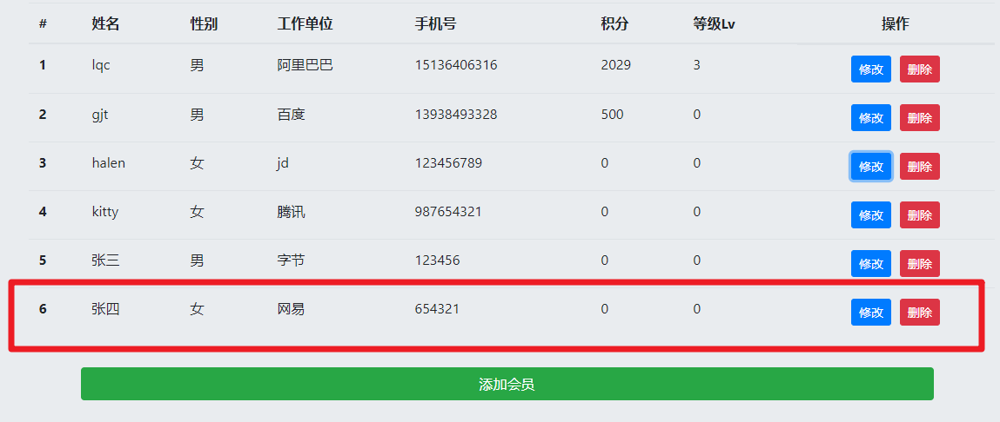 # 姓名 性别 工作单位 手机号 积分 等级Lv 操作
1 lqc 男 阿里巴巴 15136406316 2029 3 修改 删除
2 gjt 男 百度 13938493328 500 0 修改 删除
3 halen 女 jd 123456789 0 0 修改 删除
4 kitty 女 腾讯 987654321 0 0 修改 删除
5 张三 男 字节 123456 0 0 修改 删除
6 张四 女 网易 654321 0 0 修改 删除
添加会员